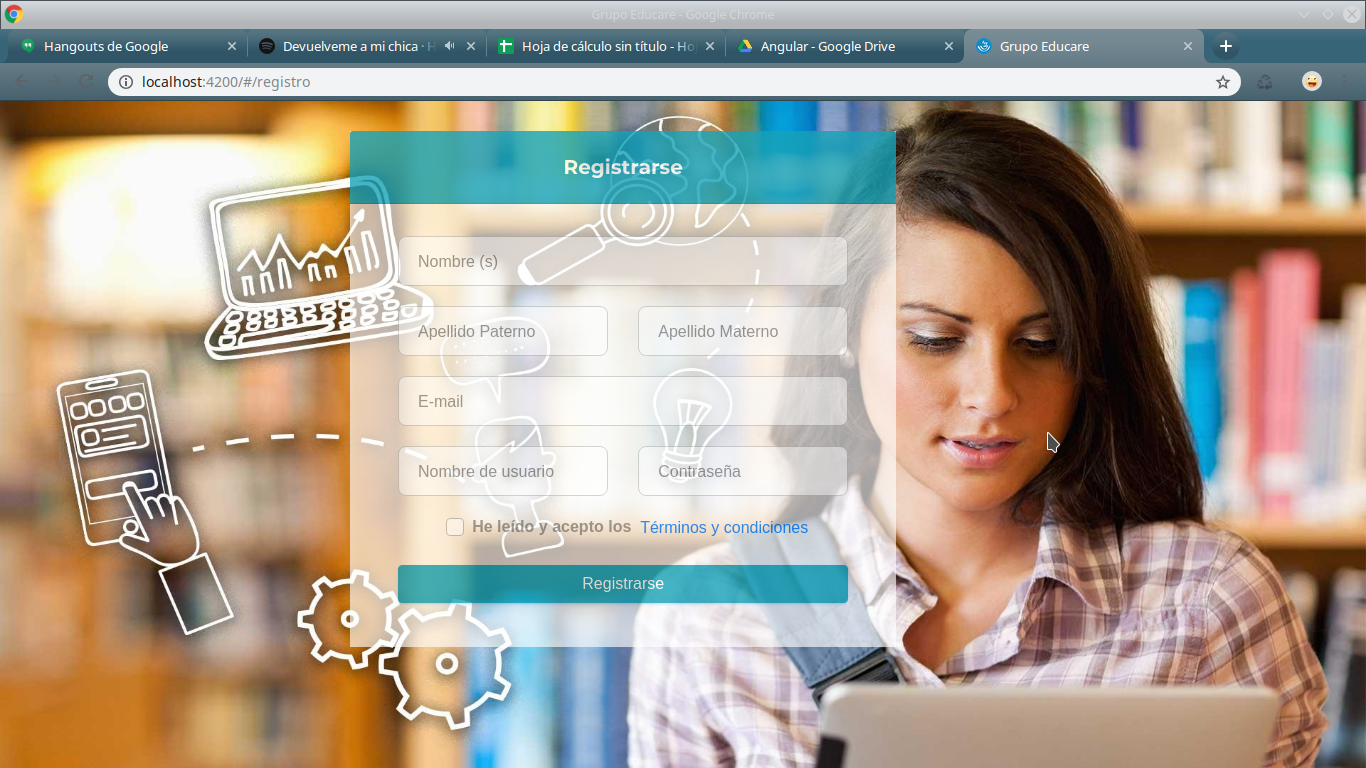 Grupo Educare - Google Chrome
Hangouts de Google
Devuelveme a mi chica · H
Hoja de cálculo sin título - Ho
Angular - Google Drive
Grupo Educare
localhost:4200/#/registro
Registrarse
Nombre (s)
Apellido Paterno Apellido Materno
E-mail
Nombre de usuario Contraseña
He leído y acepto los Términos y condiciones
Registrarse